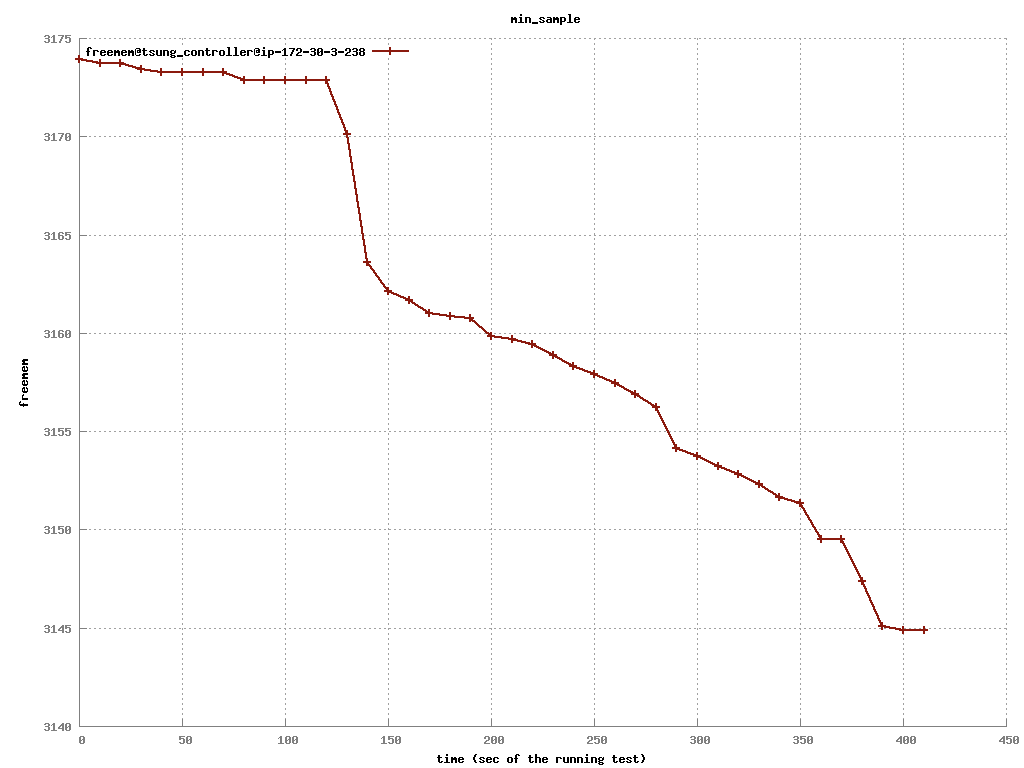 min_sample
freemem@tsung_controller@ip-172-30-3-238
3175
3170
3165
3160
3155
3150
3145
3140
freemem
0 50 100 150 200 250 300 350 400 450
time (sec of the running test)